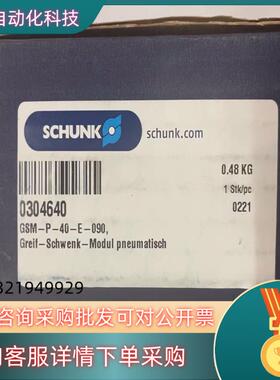 自动化科技
SCHUNK
schunk.com
0.48 KG
1 Stk/pc
0304640
0221
GSM-P-40-E-090,
Greif-Schwenk-Modul pneumatisch
321949929
咨询采购批发可对公开票
客服详情下单采购